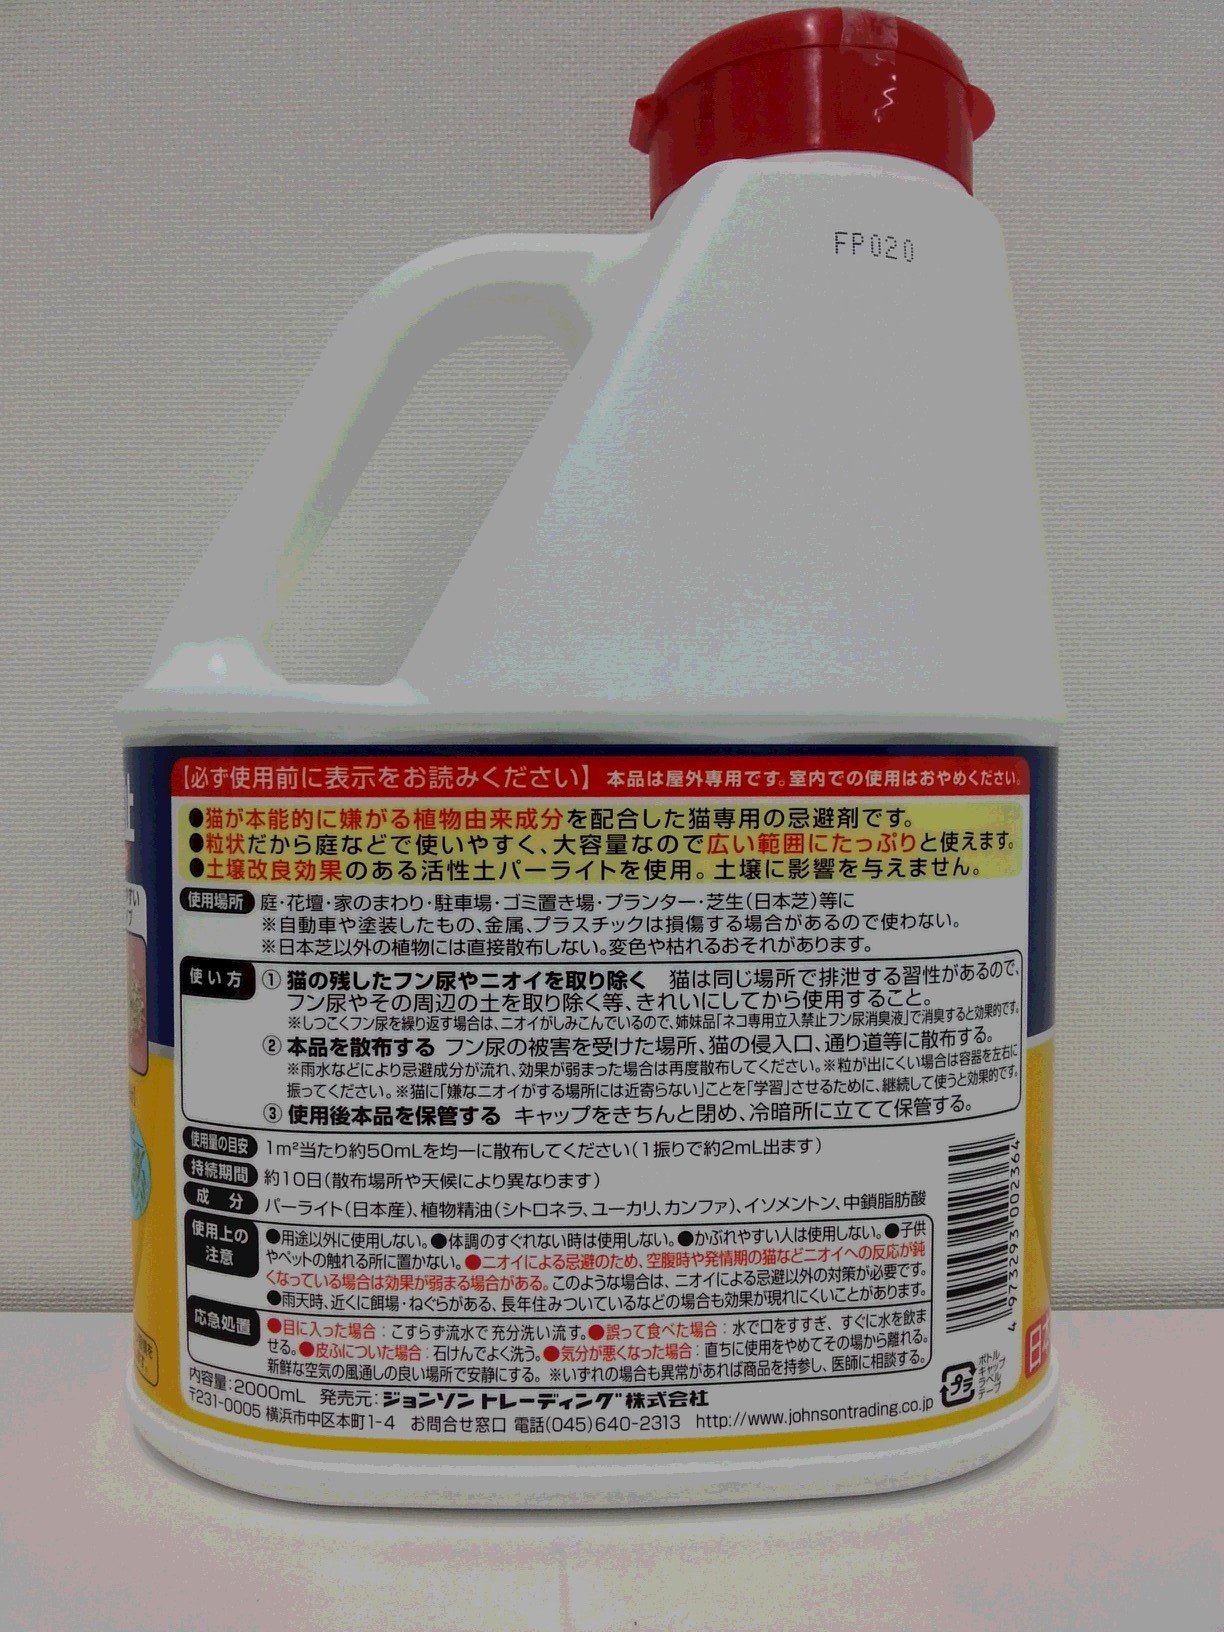 FP020
【必ず使用前に表示をお読みください】 本品は屋外専用です。室内での使用はおやめください。
●猫が本能的に嫌がる植物由来成分を配合した猫専用の忌避剤です。
●粒状だから庭などで使いやすく、大容量なので広い範囲にたっぷりと使えます。
●土壌改良効果のある活性土パーライトを使用。土壌に影響を与えません。
使用場所 庭・花壇・家のまわり・駐車場・ゴミ置き場・プランター・芝生(日本芝)等に
※自動車や塗装したもの、金属、プラスチックは損傷する場合があるので使わない。
※日本芝以外の植物には直接散布しない。変色や枯れるおそれがあります。
使い方 ① 猫の残したフン尿やニオイを取り除く 猫は同じ場所で排泄する習性があるので、
フン尿やその周辺の土を取り除く等、きれいにしてから使用すること。
※しつこくフン尿を繰り返す場合は、ニオイがしみこんでいるので、姉妹品「ネコ専用立入禁止フン尿消臭液」で消臭すると効果的です。
② 本品を散布する フン尿の被害を受けた場所、猫の侵入口、通り道等に散布する。
※雨水などにより忌避成分が流れ、効果が弱まった場合は再度散布してください。※粒が出にくい場合は容器を左右に
振ってください。※猫に「嫌なニオイがする場所には近寄らない」ことを「学習」させるために、継続して使うと効果的です。
③ 使用後本品を保管する キャップをきちんと閉め、冷暗所に立てて保管する。
使用量の目安 1m²当たり約50mLを均一に散布してください(1振りで約2mL出ます)
持続期間 約10日(散布場所や天候により異なります)
成分 パーライト(日本産)、植物精油(シトロネラ、ユーカリ、カンファ)、イソメントン、中鎖脂肪酸
使用上の注意 ●用途以外に使用しない。●体調のすぐれない時は使用しない。●かぶれやすい人は使用しない。●子供
やペットの触れる所に置かない。●ニオイによる忌避のため、空腹時や発情期の猫などニオイへの反応が鈍
くなっている場合は効果が弱まる場合がある。このような場合は、ニオイによる忌避以外の対策が必要です。
●雨天時、近くに餌場・ねぐらがある、長年住みついているなどの場合も効果が現れにくいことがあります。
応急処置 ●目に入った場合：こすらず流水で充分洗い流す。●誤って食べた場合：水で口をすすぎ、すぐに水を飲ま
せる。●皮ふについた場合：石けんでよく洗う。●気分が悪くなった場合：直ちに使用をやめてその場から離れる。
新鮮な空気の風通しの良い場所で安静にする。※いずれの場合も異常があれば商品を持参し、医師に相談する。
内容量：2000mL 発売元：ジョンソントレーディング株式会社
〒231-0005 横浜市中区本町1-4 お問合せ窓口 電話(045)640-2313 http://www.johnsontrading.co.jp
4 973293 002364
プラ
ボトル
キャップ
ラベル
テープ